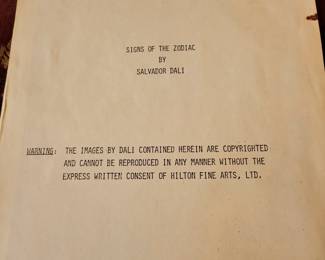 SIGNS OF THE ZODIAC
BY
SALVADOR DALI
WARNING: THE IMAGES BY DALI CONTAINED HEREIN ARE COPYRIGHTED
AND CANNOT BE REPRODUCED IN ANY MANNER WITHOUT THE
EXPRESS WRITTEN CONSENT OF HILTON FINE ARTS, LTD.